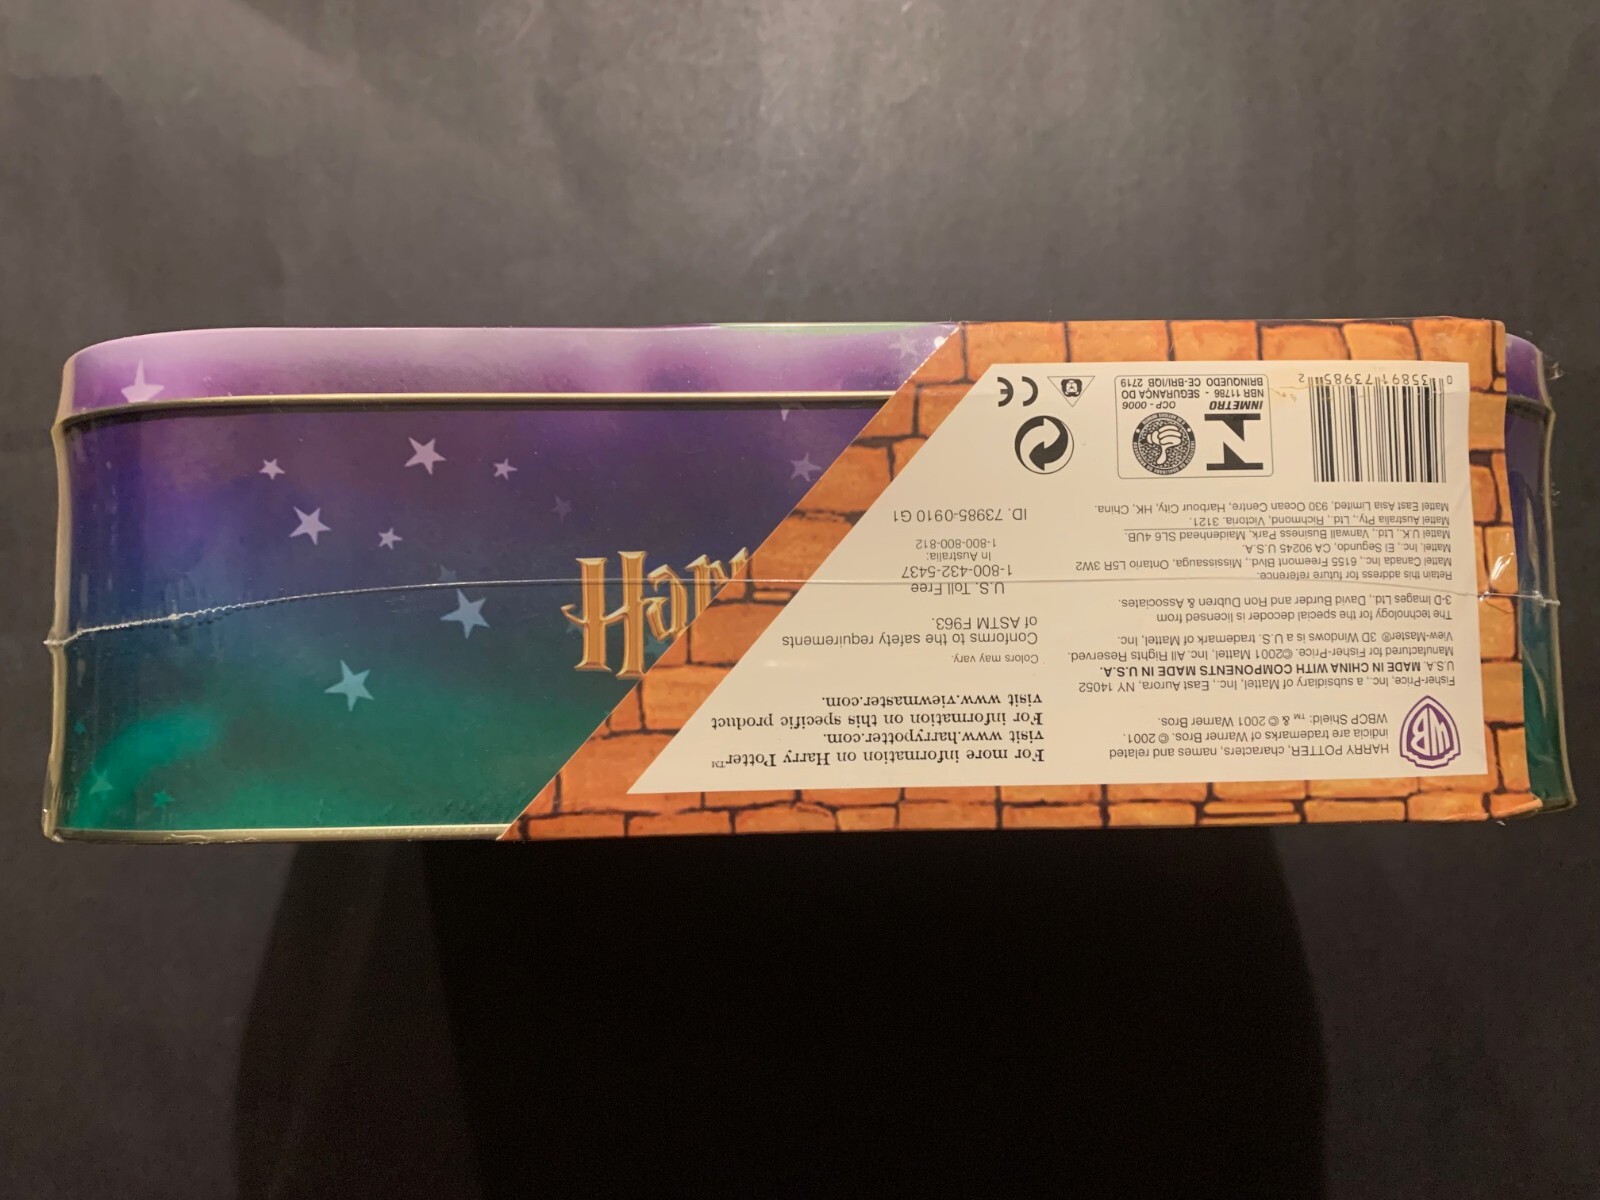 Har
For more information on Harry Potter™
visit www.harrypotter.com.
For information on this specific product
visit www.viewmaster.com.
Colors may vary.
Conforms to the safety requirements
of ASTM F963.
U.S. Toll Free
1-800-432-5437
In Australia:
1-800-800-812
ID. 73985-0910 G1
WB
HARRY POTTER, characters, names and related
indicia are trademarks of Warner Bros. © 2001.
WBCP Shield: ™ & © 2001 Warner Bros.
Fisher-Price, Inc., a subsidiary of Mattel, Inc., East Aurora, NY 14052
U.S.A. MADE IN CHINA WITH COMPONENTS MADE IN U.S.A.
Manufactured for Fisher-Price. ©2001 Mattel, Inc. All Rights Reserved.
View-Master® 3D Windows is a U.S. trademark of Mattel, Inc.
The technology for the special decoder is licensed from
3-D Images Ltd., David Burder and Ron Dubren & Associates.
Retain this address for future reference.
Mattel Canada Inc., 6155 Freemont Blvd., Mississauga, Ontario L5R 3W2
Mattel, Inc., El Segundo, CA 90245 U.S.A.
Mattel U.K., Ltd., Vanwall Business Park, Maidenhead SL6 4UB.
Mattel Australia Pty., Ltd., Richmond, Victoria. 3121.
Mattel East Asia Limited, 930 Ocean Centre, Harbour City, HK, China.
0 35891 73985 2
INMETRO
OCP - 0006
NBR 11786 - SEGURANÇA DO
BRINQUEDO CE-BRI/IQB 2719
CE